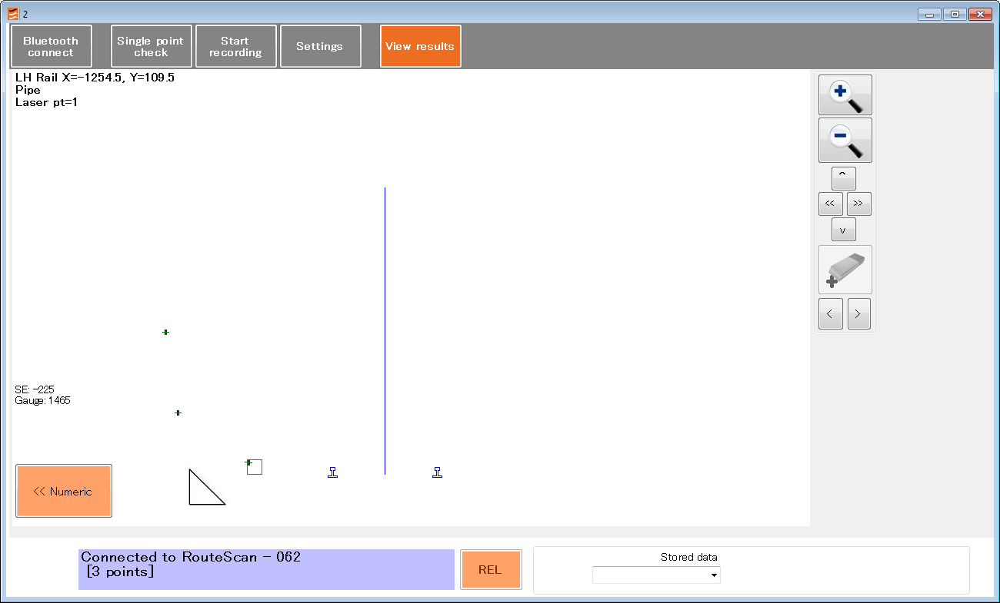 2
Bluetooth
connect
Single point
check
Start
recording
Settings
View results
LH Rail X=-1254.5, Y=109.5
Pipe
Laser pt=1
^
<<
>>
v
<
>
SE: -225
Gauge: 1465
<< Numeric
Connected to RouteScan - 062
[3 points]
REL
Stored data